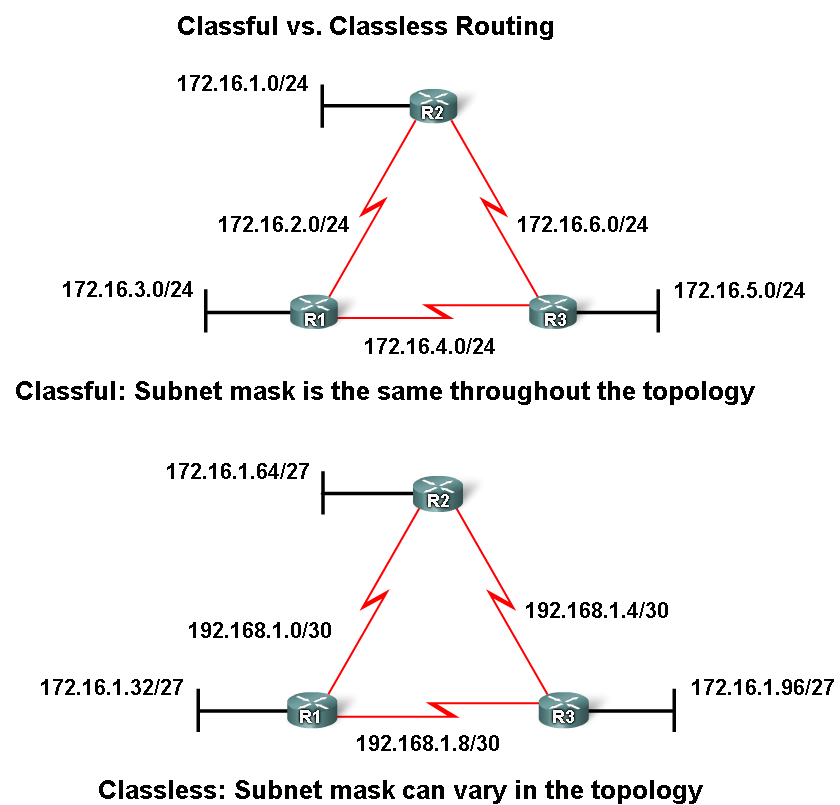 Classful vs. Classless Routing
172.16.1.0/24
R2
172.16.2.0/24
172.16.6.0/24
172.16.3.0/24
172.16.5.0/24
R1
R3
172.16.4.0/24
Classful: Subnet mask is the same throughout the topology
172.16.1.64/27
R2
192.168.1.4/30
192.168.1.0/30
172.16.1.32/27
172.16.1.96/27
R1
R3
192.168.1.8/30
Classless: Subnet mask can vary in the topology